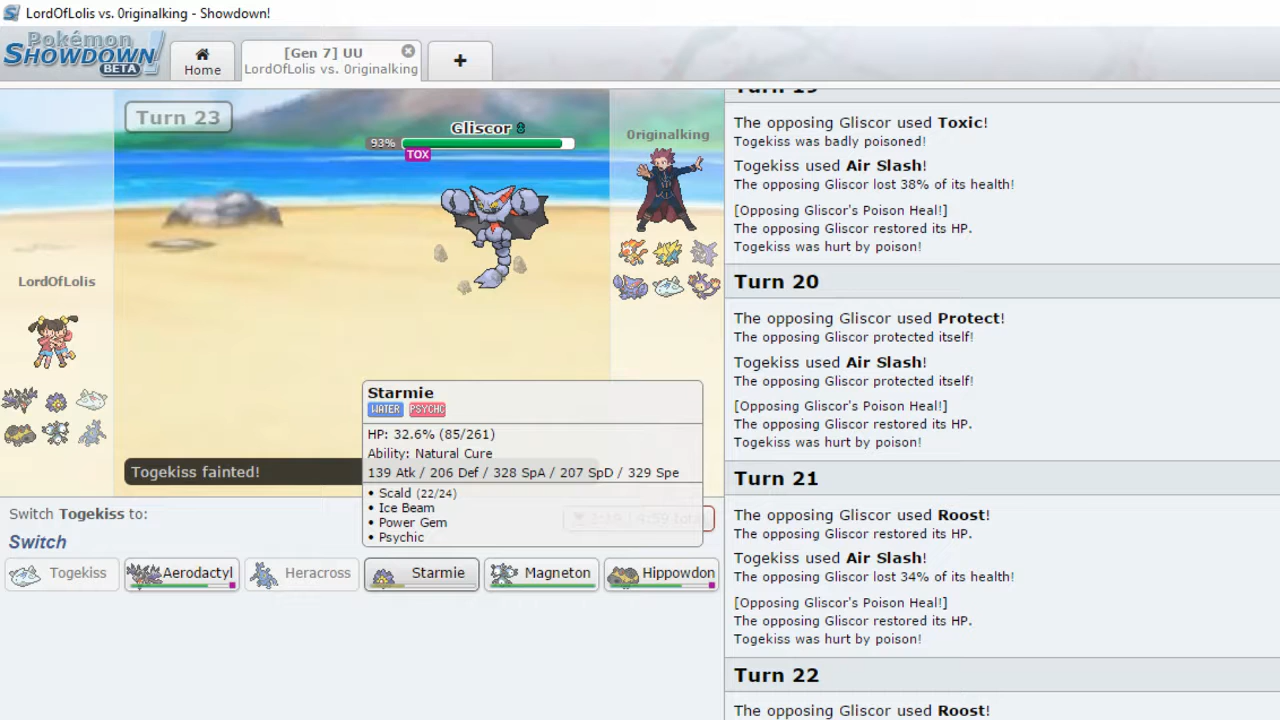 LordOfLolis vs. 0riginalking - Showdown!
Pokémon
SHOWDOWN!
BETA
Home
[Gen 7] UU
LordOfLolis vs. 0riginalking
+
Turn 23
Gliscor
93%
TOX
0riginalking
LordOfLolis
Togekiss fainted!
Starmie
WATER PSYCHC
HP: 32.6% (85/261)
Ability: Natural Cure
139 Atk / 206 Def / 328 SpA / 207 SpD / 329 Spe
• Scald (22/24)
• Ice Beam
• Power Gem
• Psychic
Switch Togekiss to:
Switch
Togekiss
Aerodactyl
Heracross
Starmie
Magneton
Hippowdon
Turn 19
The opposing Gliscor used Toxic!
Togekiss was badly poisoned!
Togekiss used Air Slash!
The opposing Gliscor lost 38% of its health!
[Opposing Gliscor's Poison Heal!]
The opposing Gliscor restored its HP.
Togekiss was hurt by poison!
Turn 20
The opposing Gliscor used Protect!
The opposing Gliscor protected itself!
Togekiss used Air Slash!
The opposing Gliscor protected itself!
[Opposing Gliscor's Poison Heal!]
The opposing Gliscor restored its HP.
Togekiss was hurt by poison!
Turn 21
The opposing Gliscor used Roost!
The opposing Gliscor restored its HP.
Togekiss used Air Slash!
The opposing Gliscor lost 34% of its health!
[Opposing Gliscor's Poison Heal!]
The opposing Gliscor restored its HP.
Togekiss was hurt by poison!
Turn 22
The opposing Gliscor used Roost!